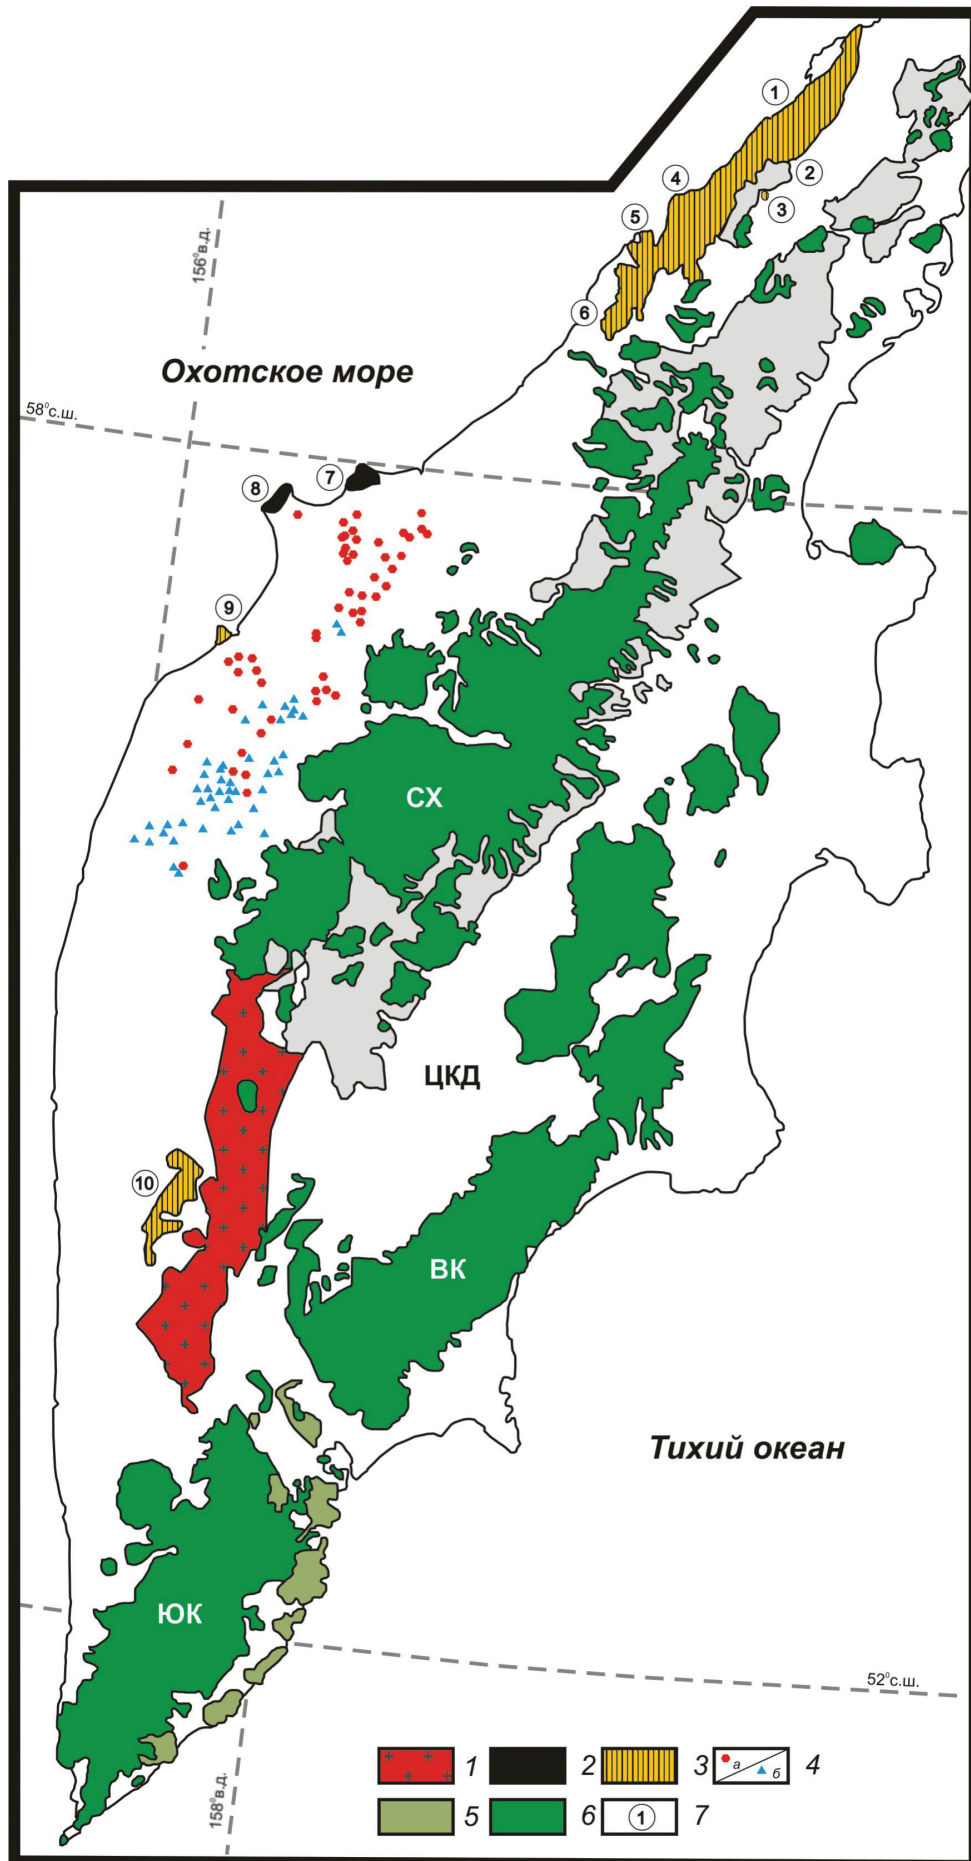 1
2
4
3
5
156°в.д.
6
Охотское море
58°с.ш.
7
8
9
СХ
ЦКД
10
ВК
Тихий океан
ЮК
52°с.ш.
158°в.д.
1 2 3 а б 4
5 6 1 7